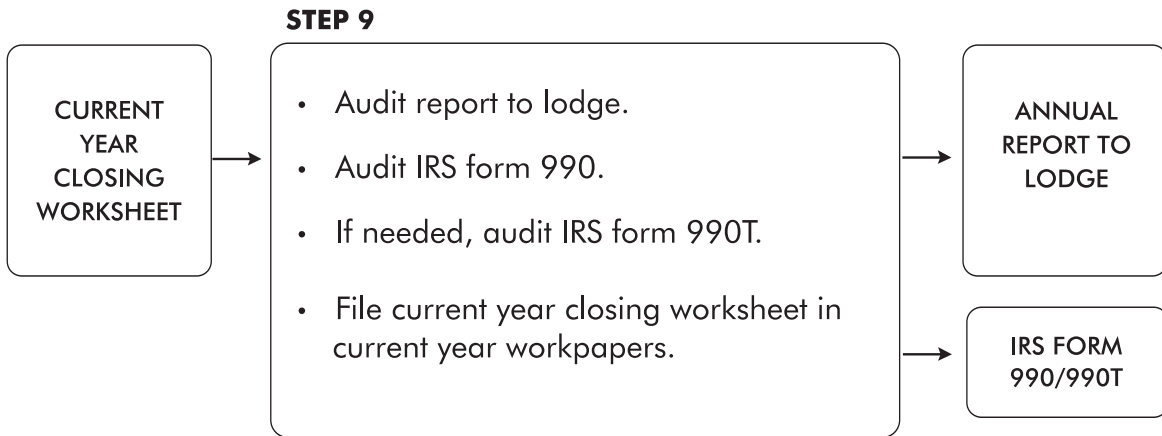 STEP 9
CURRENT
YEAR
CLOSING
WORKSHEET
• Audit report to lodge.
• Audit IRS form 990.
• If needed, audit IRS form 990T.
• File current year closing worksheet in
current year workpapers.
ANNUAL
REPORT TO
LODGE
IRS FORM
990/990T